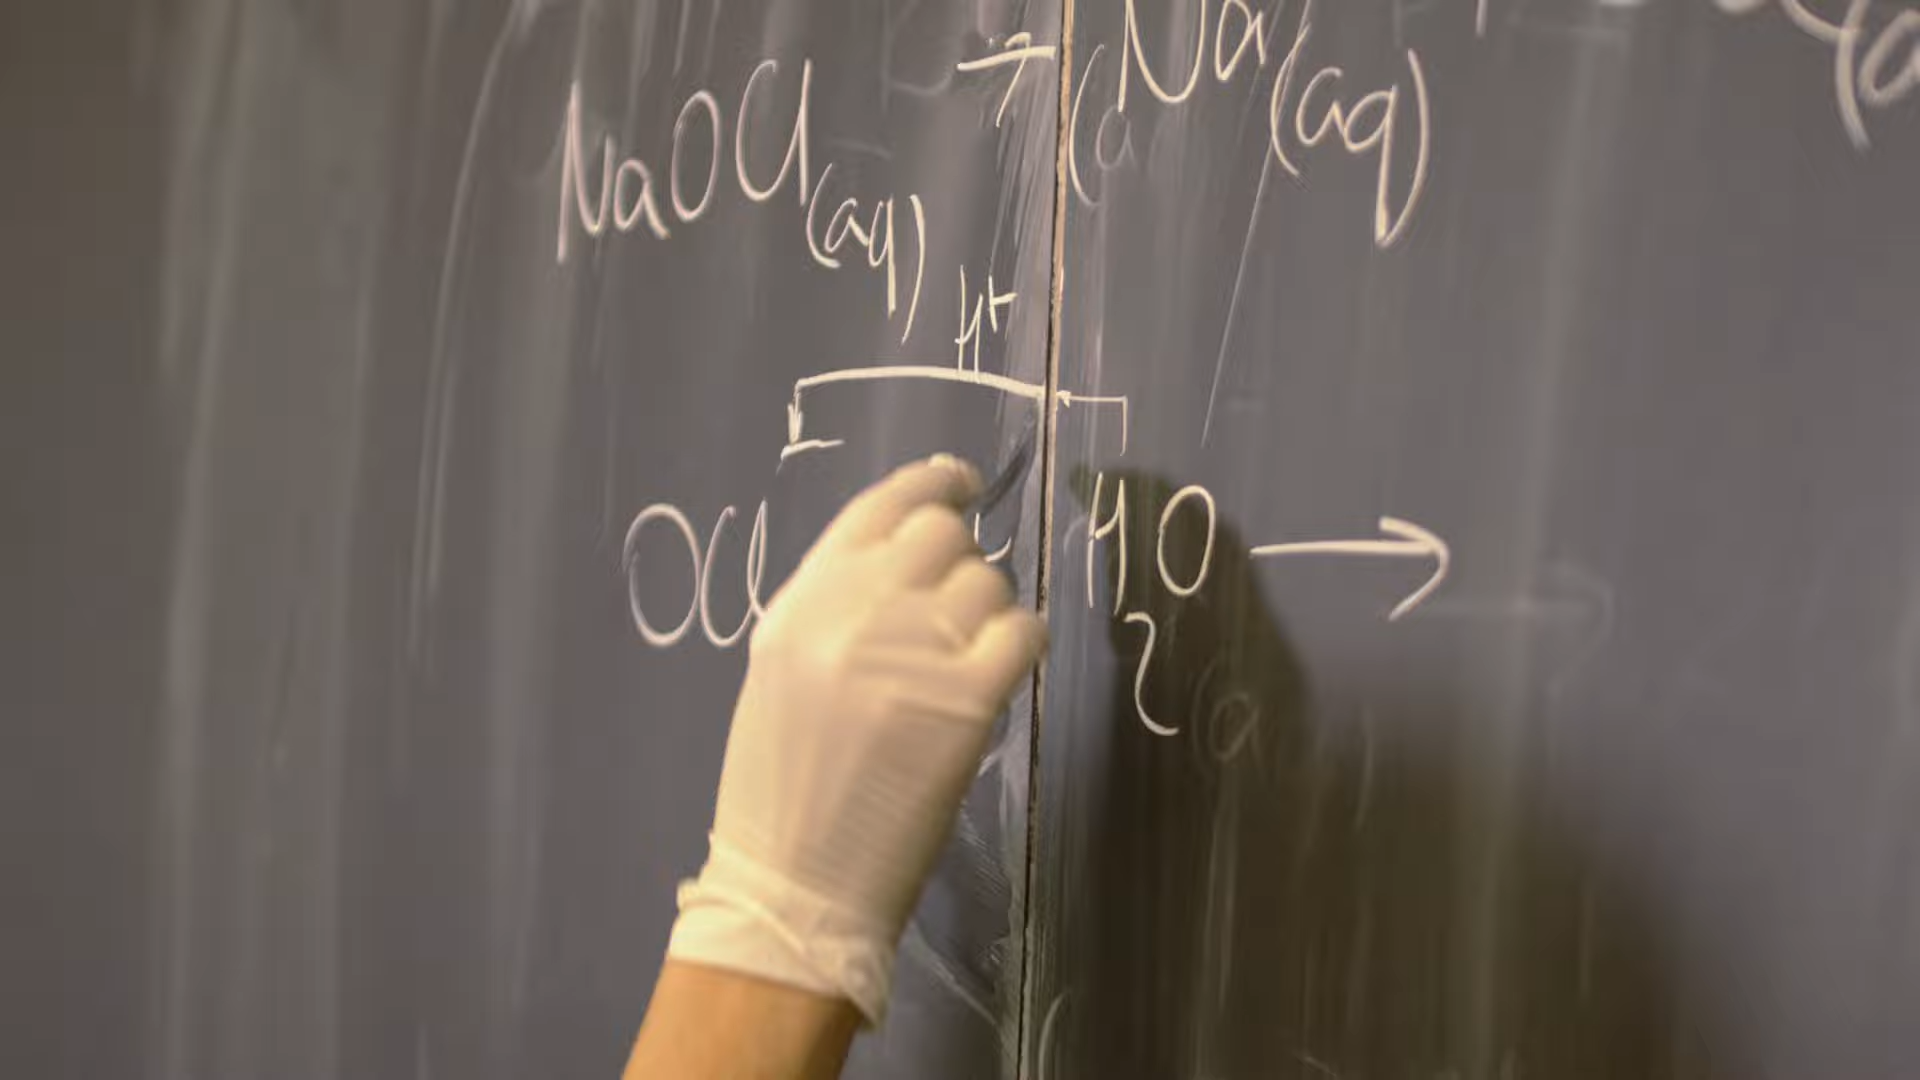 NaOCl(aq) → Na(aq)
H+
OCl H2O →